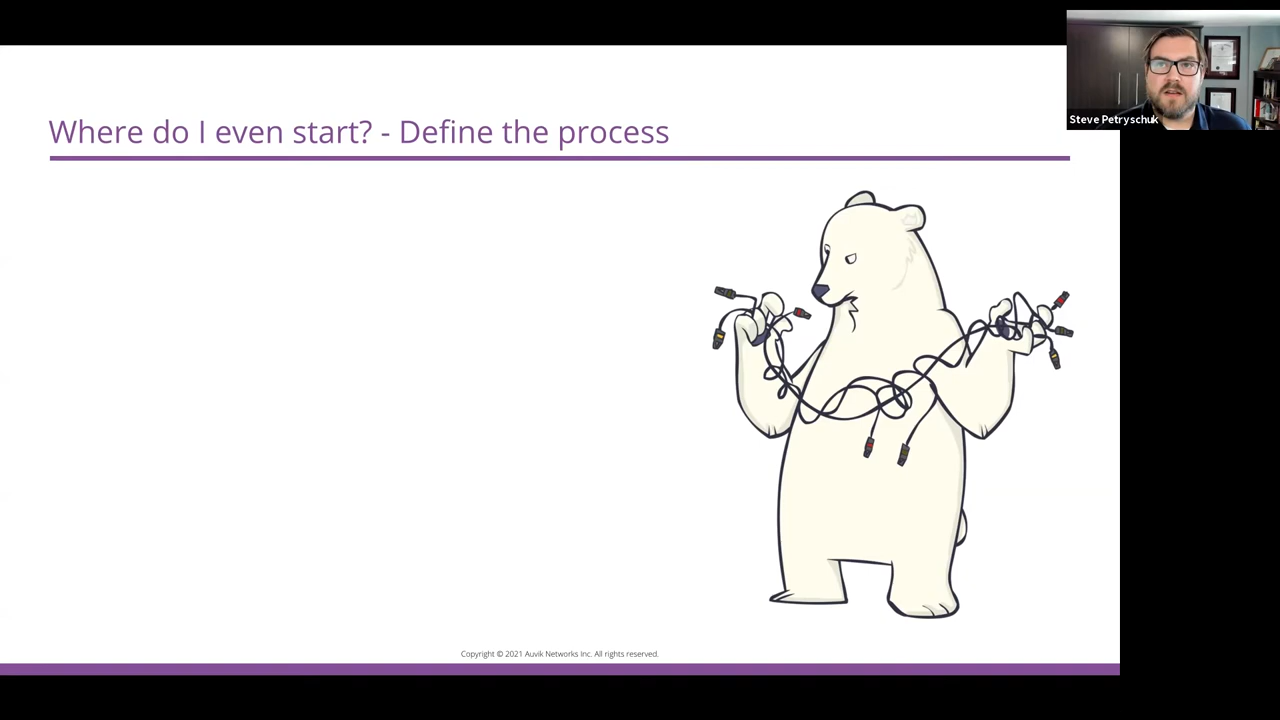 Where do I even start? - Define the process
Steve Petryschuk
Copyright © 2021 Auvik Networks Inc. All rights reserved.